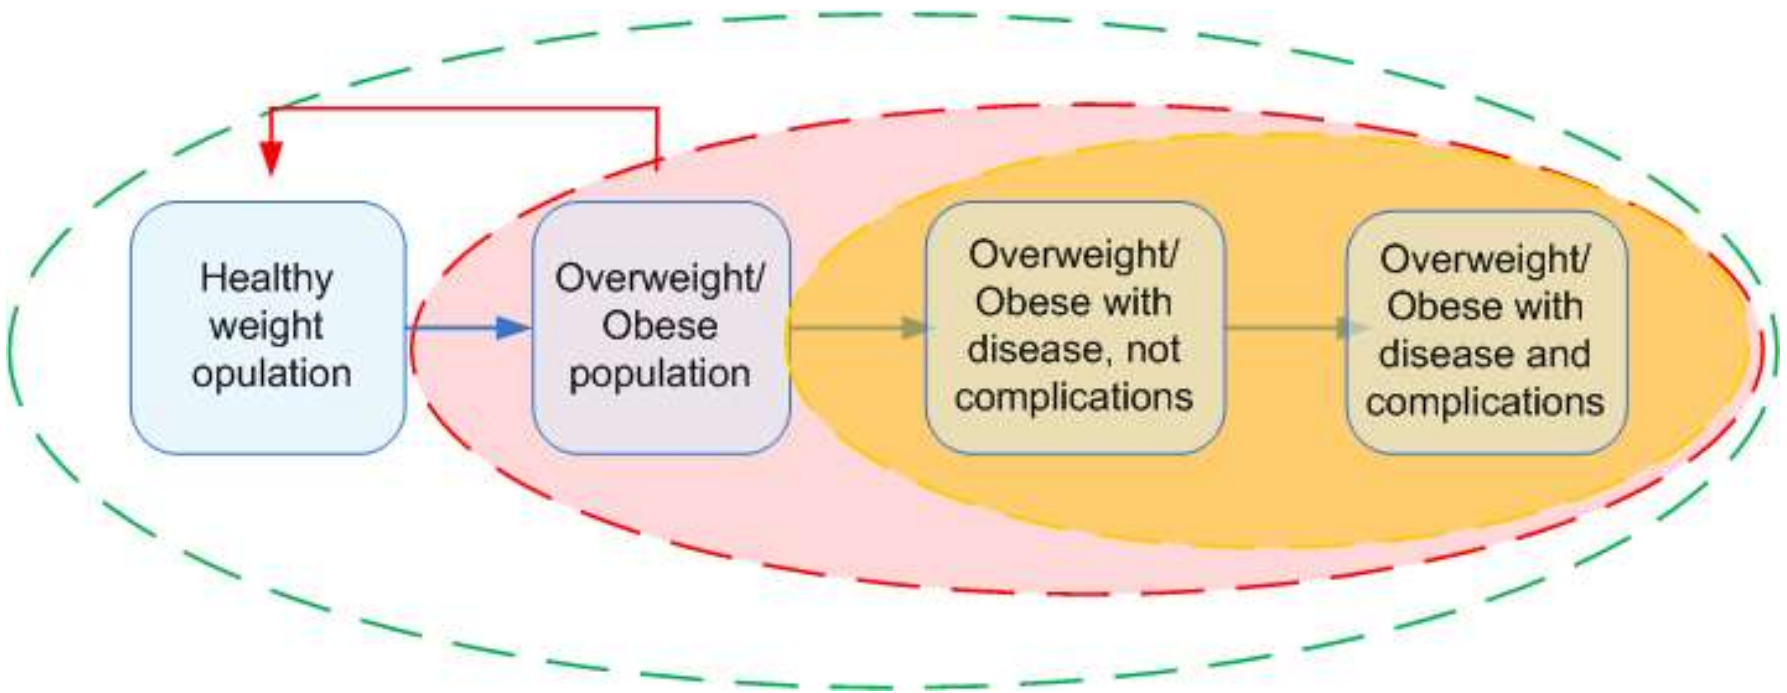 Healthy
weight
opulation
Overweight/
Obese
population
Overweight/
Obese with
disease, not
complications
Overweight/
Obese with
disease and
complications